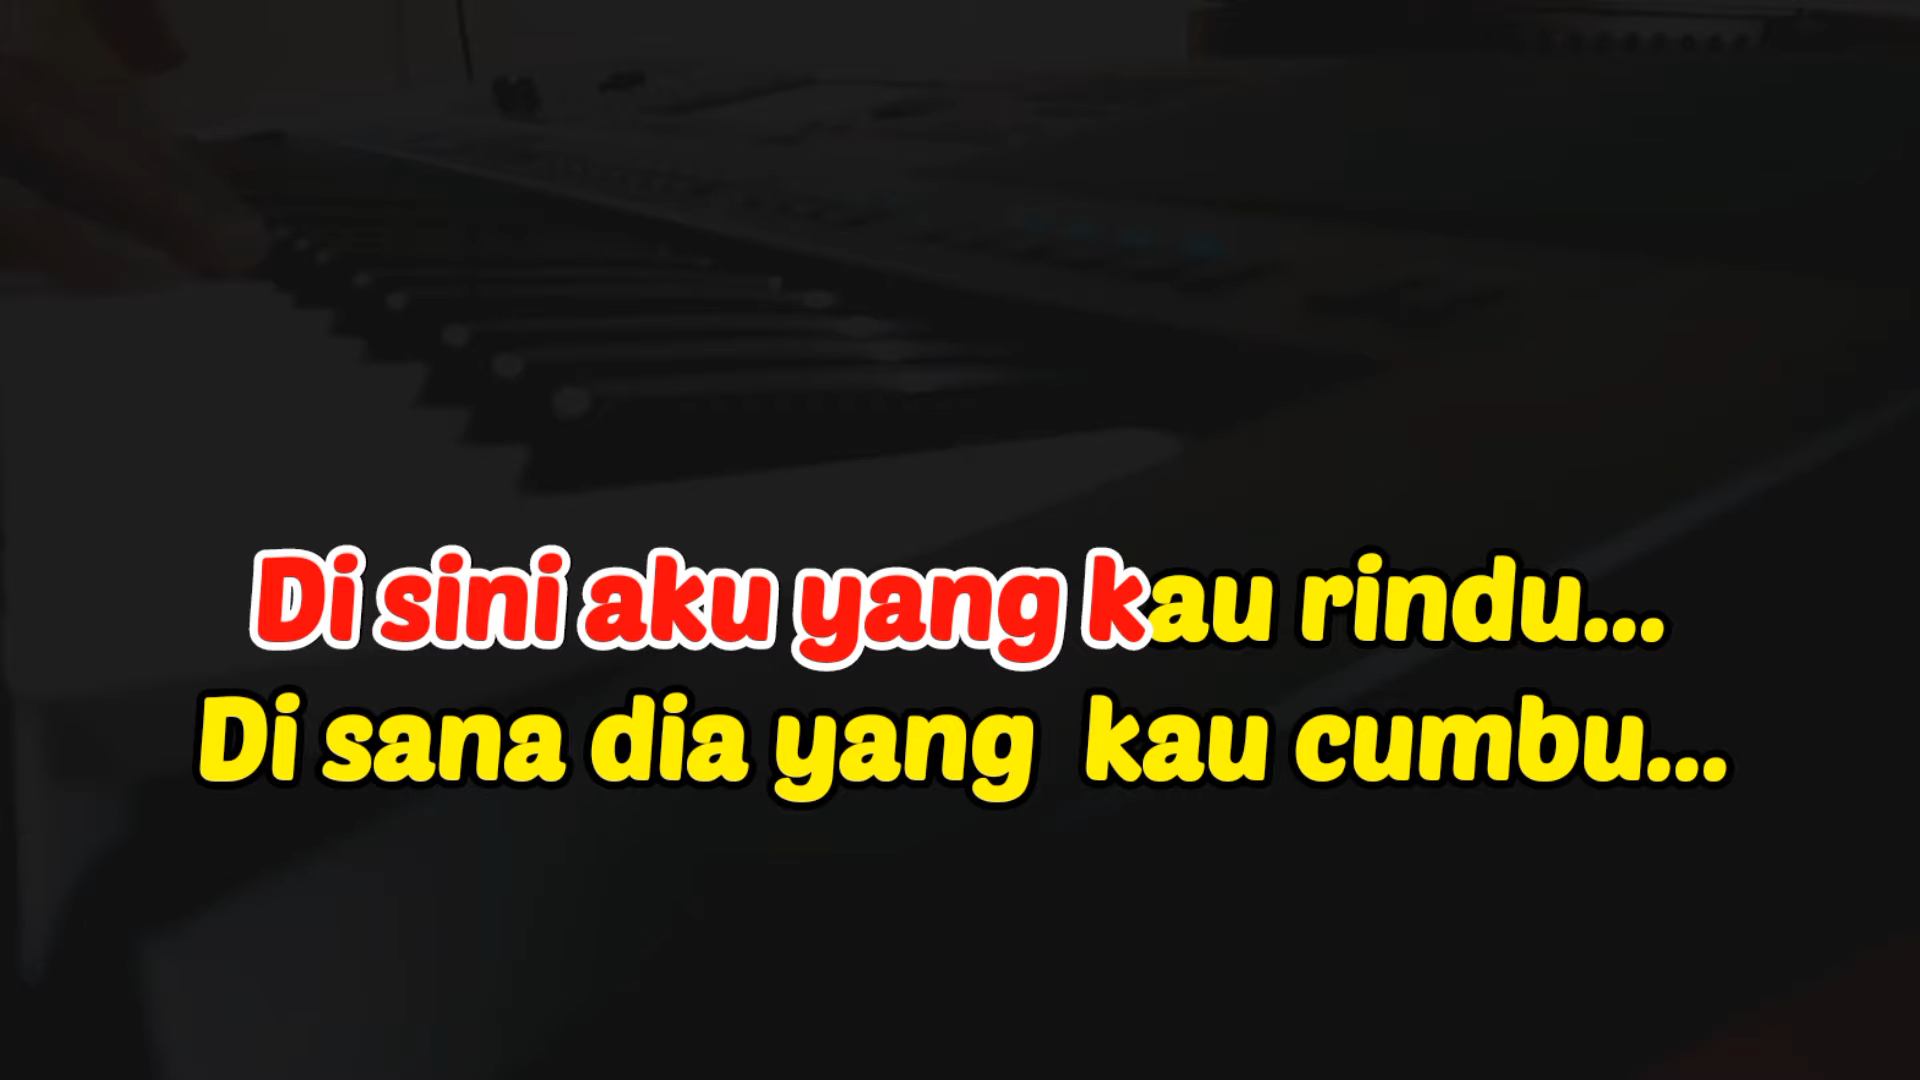 Di sini aku yang kau rindu...
Di sana dia yang kau cumbu...